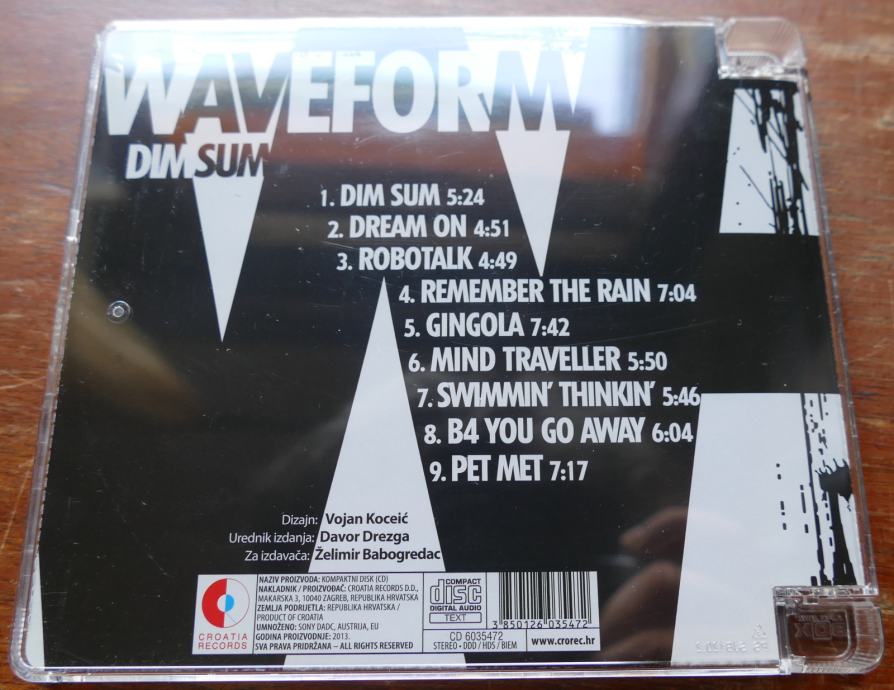 WAVEFORM
DIM SUM
1. DIM SUM 5:24
2. DREAM ON 4:51
3. ROBOTALK 4:49
4. REMEMBER THE RAIN 7:04
5. GINGOLA 7:42
6. MIND TRAVELLER 5:50
7. SWIMMIN' THINKIN' 5:46
8. B4 YOU GO AWAY 6:04
9. PET MET 7:17
Dizajn: Vojan Koceić
Urednik izdanja: Davor Drezga
Za izdavača: Želimir Babogredac
CROATIA
RECORDS
NAZIV PROIZVODA: KOMPAKTNI DISK (CD)
NAKLADNIK / PROIZVOĐAČ: CROATIA RECORDS D.D.,
MAKARSKA 3, 10040 ZAGREB, REPUBLIKA HRVATSKA
ZEMLJA PODRIJETLA: REPUBLIKA HRVATSKA /
PRODUCT OF CROATIA
UMNOŽENO: SONY DADC, AUSTRIJA, EU
GODINA PROIZVODNJE: 2013.
SVA PRAVA PRIDRŽANA – ALL RIGHTS RESERVED
COMPACT
disc
DIGITAL AUDIO
TEXT
CD 6035472
STEREO • DDD / HDS / BIEM
3 850126 035472
www.crorec.hr